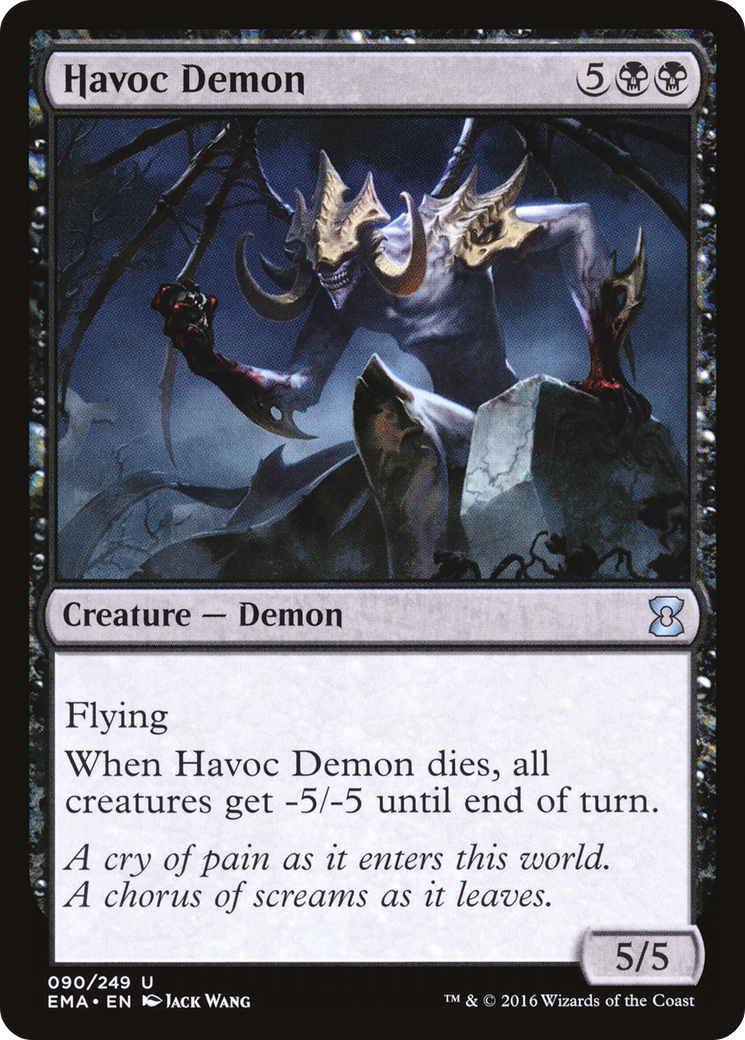 Havoc Demon 5
Creature — Demon
Flying
When Havoc Demon dies, all
creatures get -5/-5 until end of turn.
A cry of pain as it enters this world.
A chorus of screams as it leaves.
5/5
090/249 U
EMA • EN Jack Wang
™ & © 2016 Wizards of the Coast